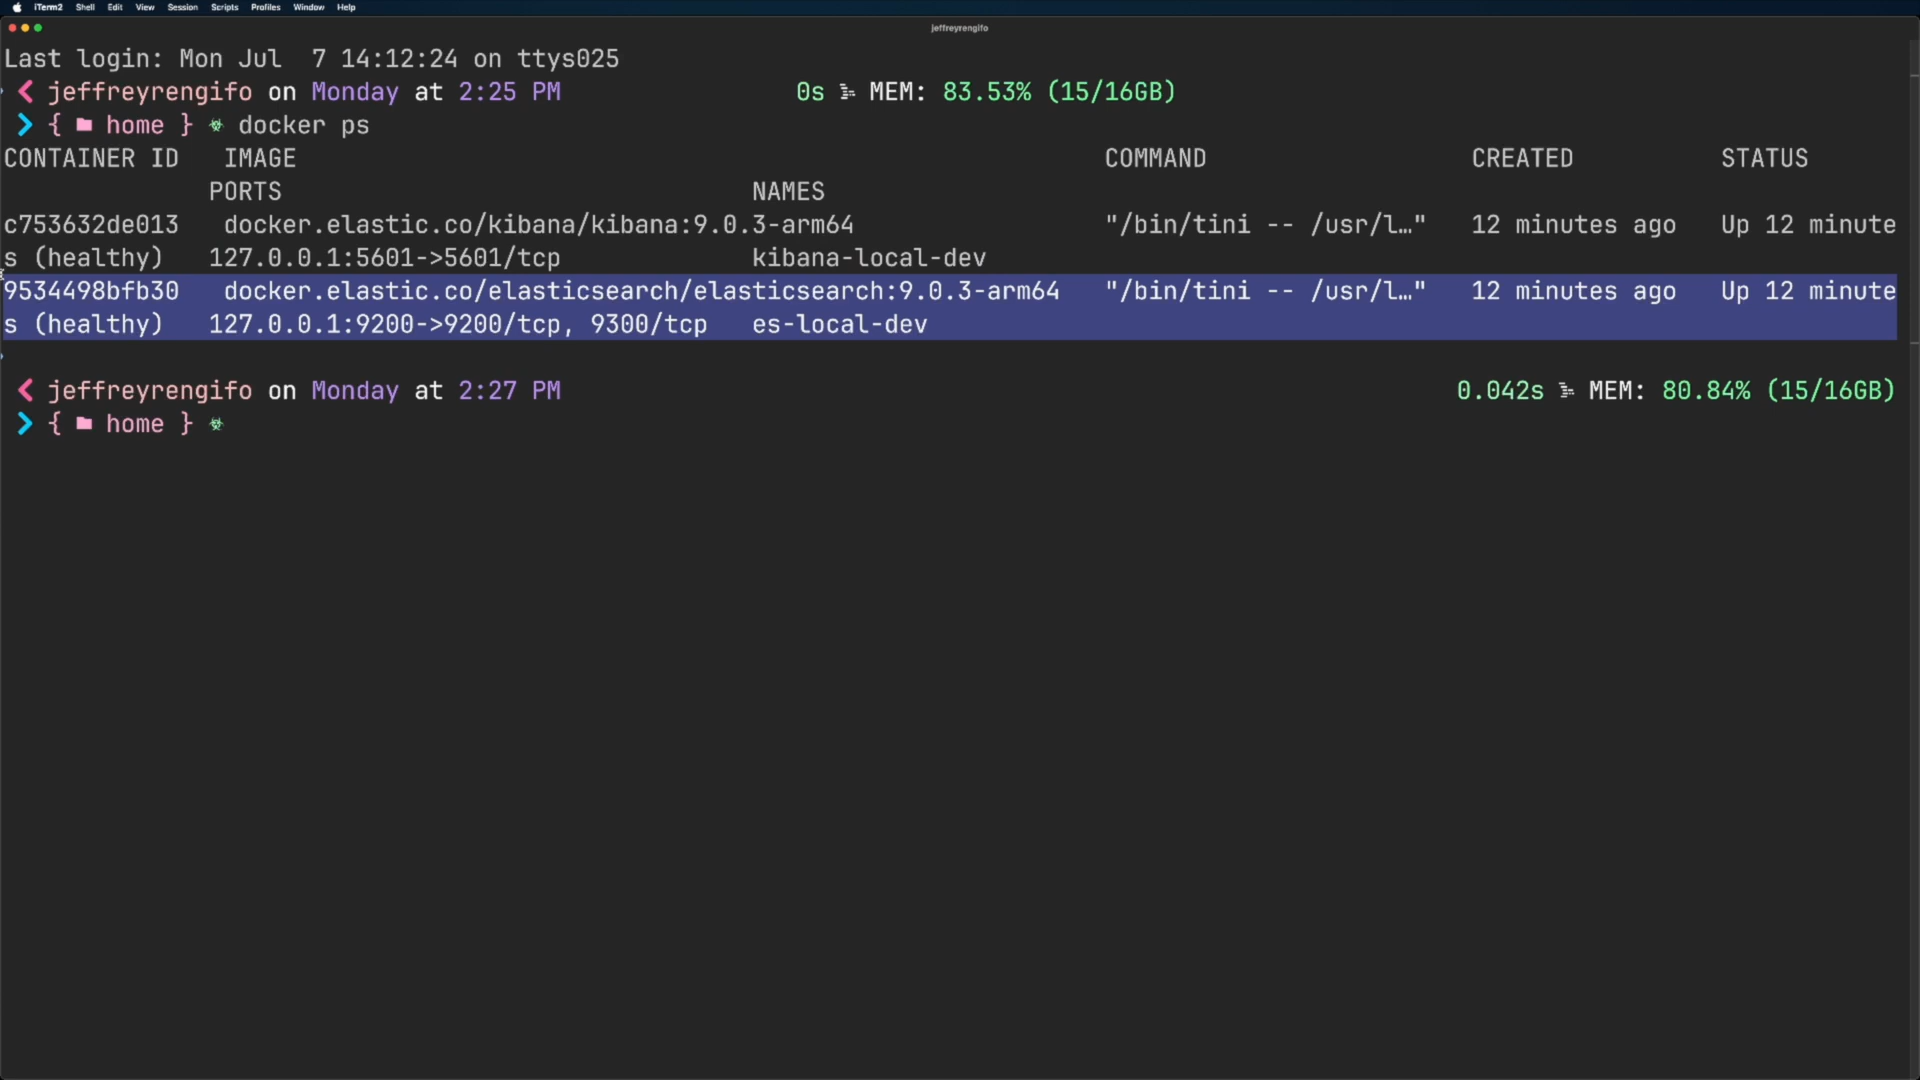 iTerm2 Shell Edit View Session Scripts Profiles Window Help
jeffreyrengifo
Last login: Mon Jul  7 14:12:24 on ttys025
jeffreyrengifo on Monday at 2:25 PM 0s MEM: 83.53% (15/16GB)
{ home } docker ps
CONTAINER ID IMAGE COMMAND CREATED STATUS
PORTS NAMES
c753632de013 docker.elastic.co/kibana/kibana:9.0.3-arm64 "/bin/tini -- /usr/l…" 12 minutes ago Up 12 minute
s (healthy) 127.0.0.1:5601->5601/tcp kibana-local-dev
9534498bfb30 docker.elastic.co/elasticsearch/elasticsearch:9.0.3-arm64 "/bin/tini -- /usr/l…" 12 minutes ago Up 12 minute
s (healthy) 127.0.0.1:9200->9200/tcp, 9300/tcp es-local-dev
jeffreyrengifo on Monday at 2:27 PM 0.042s MEM: 80.84% (15/16GB)
{ home }